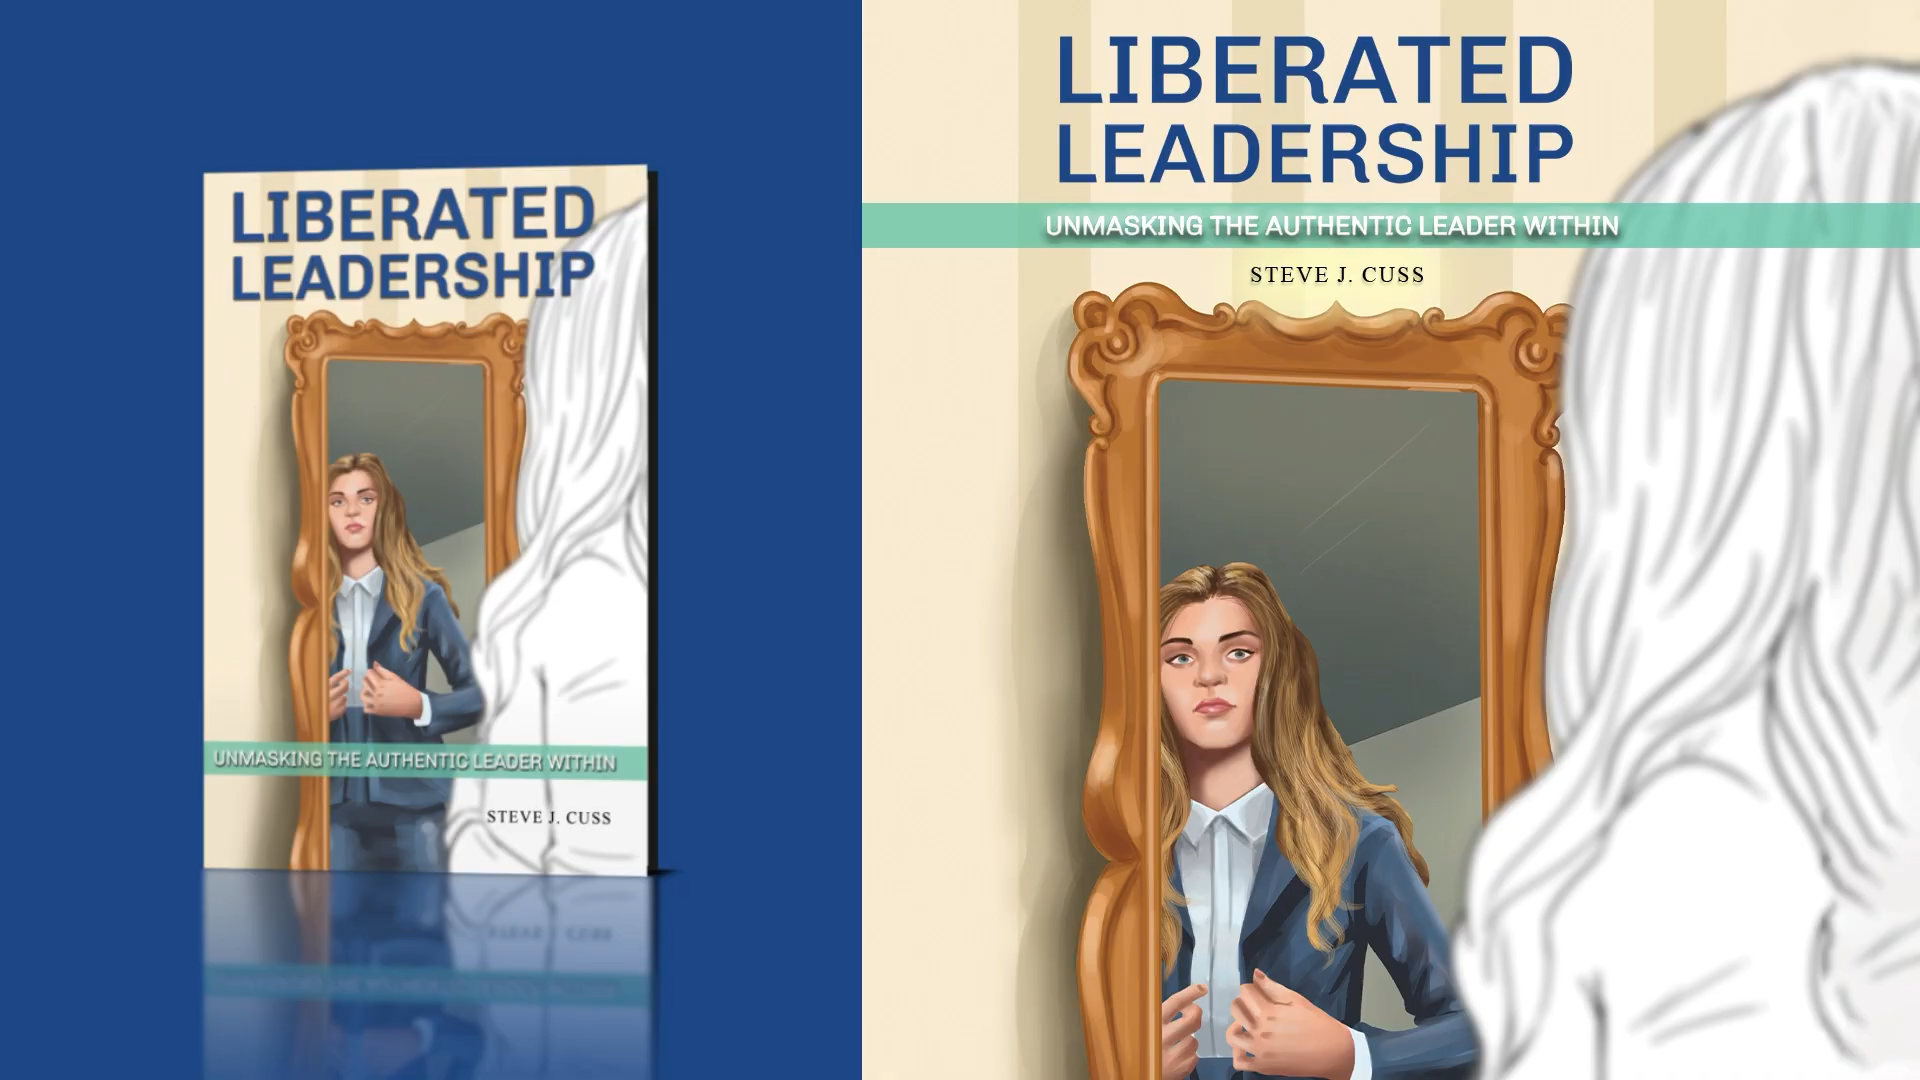 LIBERATED
LEADERSHIP
UNMASKING THE AUTHENTIC LEADER WITHIN
STEVE J. CUSS
LIBERATED
LEADERSHIP
UNMASKING THE AUTHENTIC LEADER WITHIN
STEVE J. CUSS